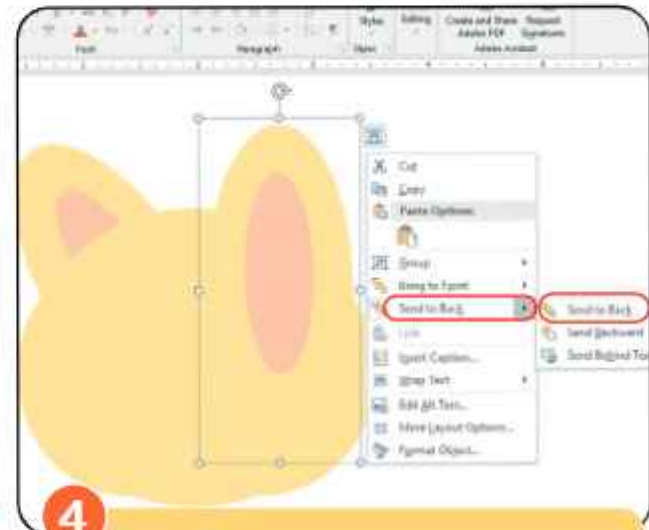 Styles
Editing
Create and Share
Adobe PDF
Request
Signatures
Font
Paragraph
Styles
Adobe Acrobat
Cut
Copy
Paste Options:
Group
Bring to Front
Send to Back
Send to Back
Link
Send Backward
Insert Caption...
Send Behind Te
Wrap Text
Edit Alt Text...
More Layout Options...
Format Object...
4